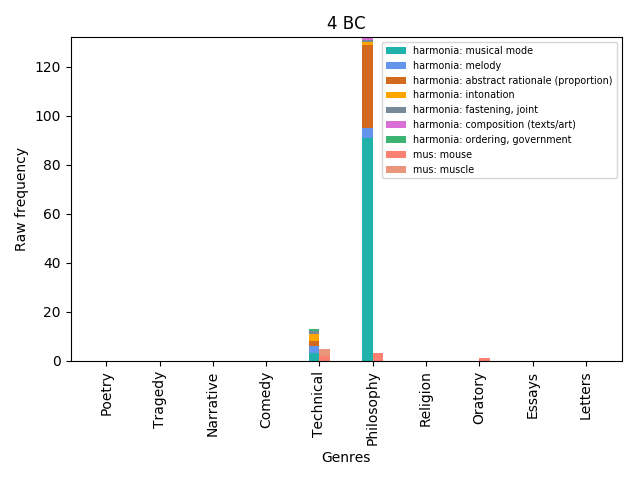 4 BC
harmonia: musical mode
harmonia: melody
harmonia: abstract rationale (proportion)
harmonia: intonation
harmonia: fastening, joint
harmonia: composition (texts/art)
harmonia: ordering, government
mus: mouse
mus: muscle
Raw frequency
120
100
80
60
40
20
0
Poetry
Tragedy
Narrative
Comedy
Technical
Philosophy
Religion
Oratory
Essays
Letters
Genres